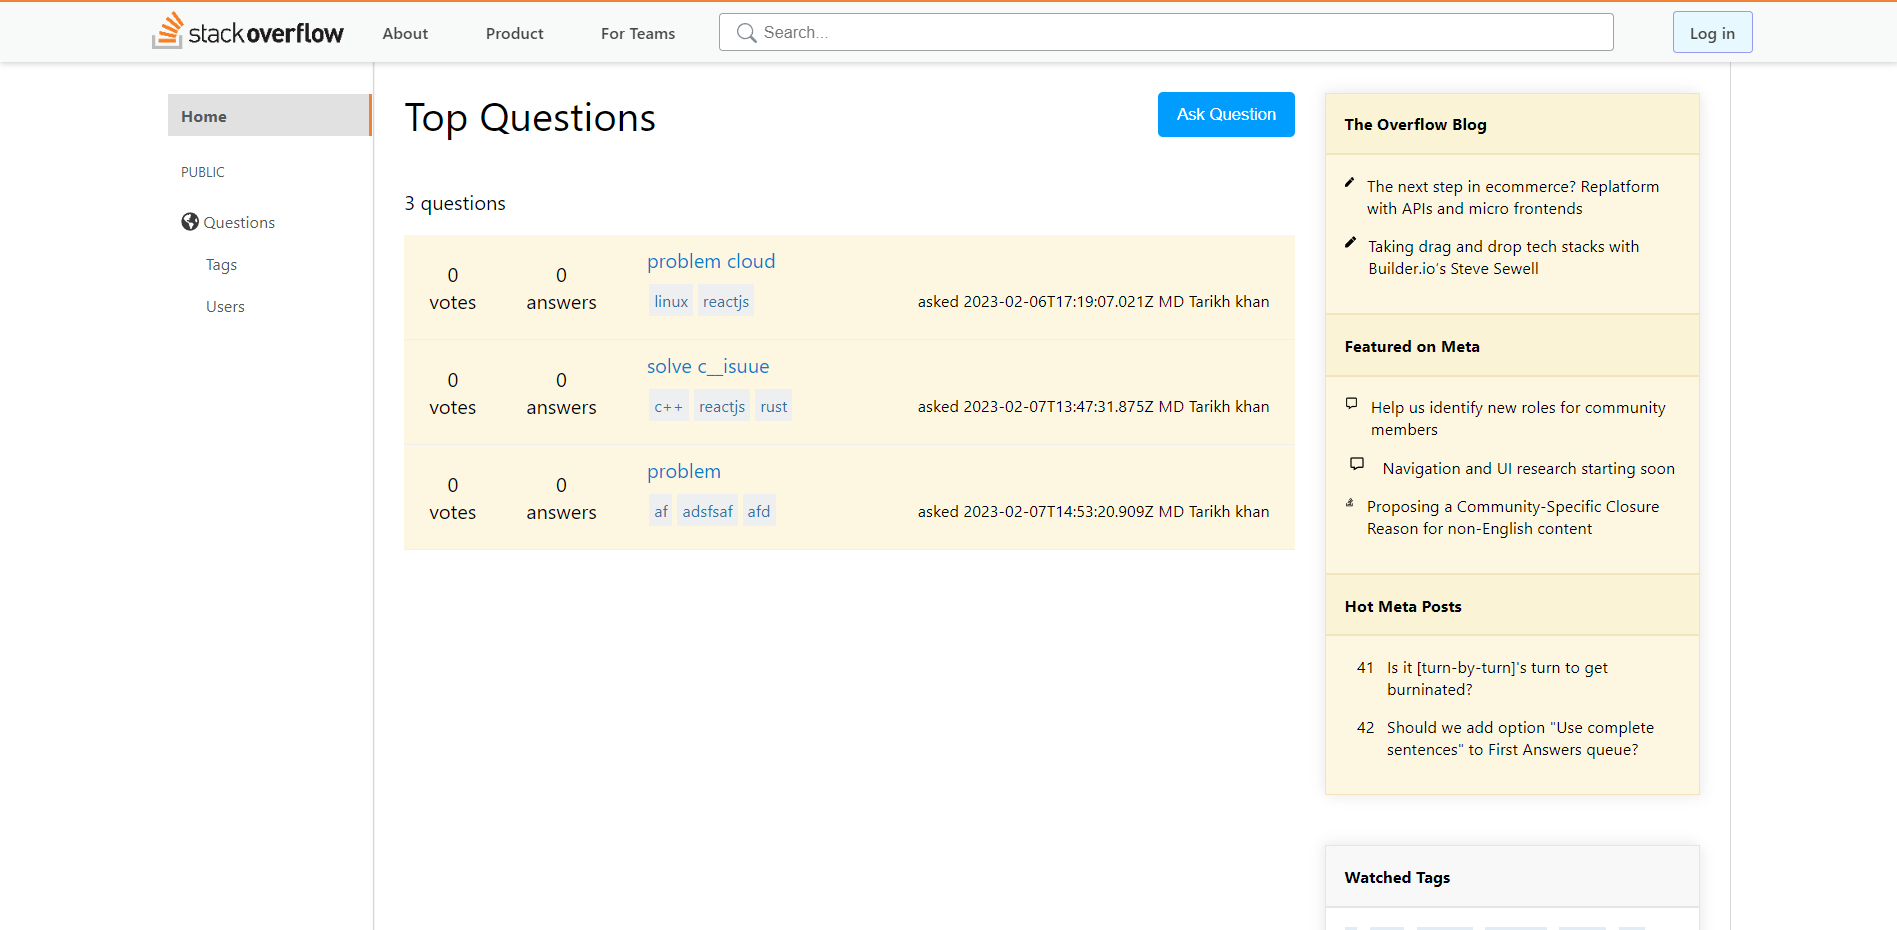 stackoverflow About Product For Teams Search... Log in
Home
PUBLIC
Questions
Tags
Users
Top Questions
Ask Question
3 questions
0 votes
0 answers
problem cloud
linux reactjs
asked 2023-02-06T17:19:07.021Z MD Tarikh khan
0 votes
0 answers
solve c__isuue
c++ reactjs rust
asked 2023-02-07T13:47:31.875Z MD Tarikh khan
0 votes
0 answers
problem
af adsfsaf afd
asked 2023-02-07T14:53:20.909Z MD Tarikh khan
The Overflow Blog
The next step in ecommerce? Replatform
with APIs and micro frontends
Taking drag and drop tech stacks with
Builder.io’s Steve Sewell
Featured on Meta
Help us identify new roles for community
members
Navigation and UI research starting soon
Proposing a Community-Specific Closure
Reason for non-English content
Hot Meta Posts
41 Is it [turn-by-turn]'s turn to get
burninated?
42 Should we add option "Use complete
sentences" to First Answers queue?
Watched Tags